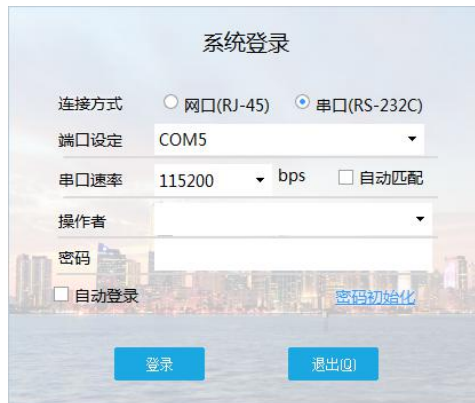 系统登录
连接方式 网口(RJ-45) 串口(RS-232C)
端口设定 COM5
串口速率 115200 bps 自动匹配
操作者
密码
自动登录 密码初始化
登录 退出(Q)